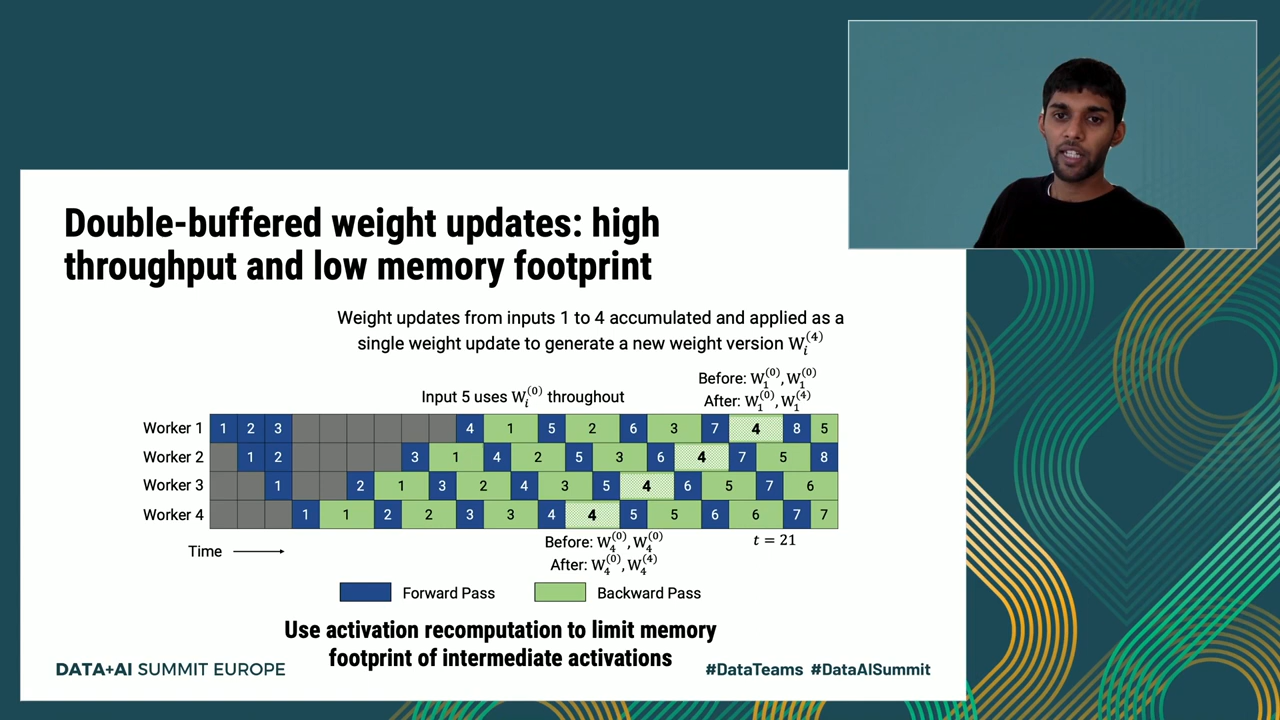 Double-buffered weight updates: high
throughput and low memory footprint
Weight updates from inputs 1 to 4 accumulated and applied as a
single weight update to generate a new weight version W_i^(4)
Before: W_1^(0), W_1^(0)
After: W_1^(0), W_1^(4)
Input 5 uses W_i^(0) throughout
Worker 1 1 2 3 4 1 5 2 6 3 7 4 8 5
Worker 2 1 2 3 1 4 2 5 3 6 4 7 5 8
Worker 3 1 2 1 3 2 4 3 5 4 6 5 7 6
Worker 4 1 1 2 2 3 3 4 4 5 5 6 6 7 7
Time
Before: W_4^(0), W_4^(0)
After: W_4^(0), W_4^(4)
t = 21
Forward Pass
Backward Pass
Use activation recomputation to limit memory
footprint of intermediate activations
DATA+AI SUMMIT EUROPE
#DataTeams #DataAISummit